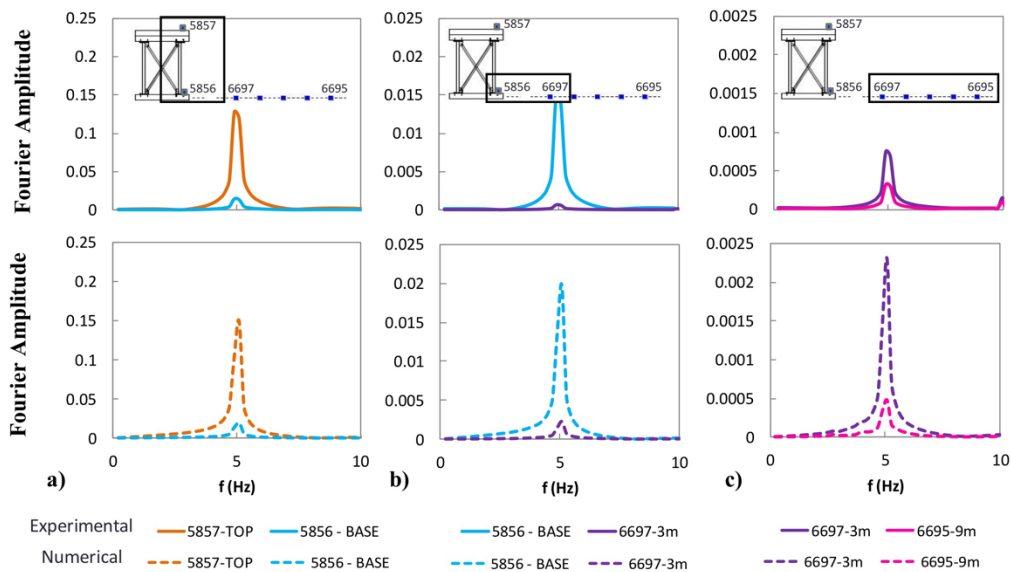 Fourier Amplitude
0.25
0.2
0.15
0.1
0.05
0
5857
5856
6697
6695
0.025
0.02
0.015
0.01
0.005
0
5857
5856
6697
6695
0.0025
0.002
0.0015
0.001
0.0005
0
0
5
10
5857
5856
6697
6695
Fourier Amplitude
0.25
0.2
0.15
0.1
0.05
0
0
5
10
f (Hz)
a)
0.025
0.02
0.015
0.01
0.005
0
0
5
10
f (Hz)
b)
0.0025
0.002
0.0015
0.001
0.0005
0
0
5
10
f (Hz)
c)
Experimental
5857-TOP
5856 - BASE
5856 - BASE
6697-3m
6697-3m
6695-9m
Numerical
5857-TOP
5856 - BASE
5856 - BASE
6697-3m
6697-3m
6695-9m